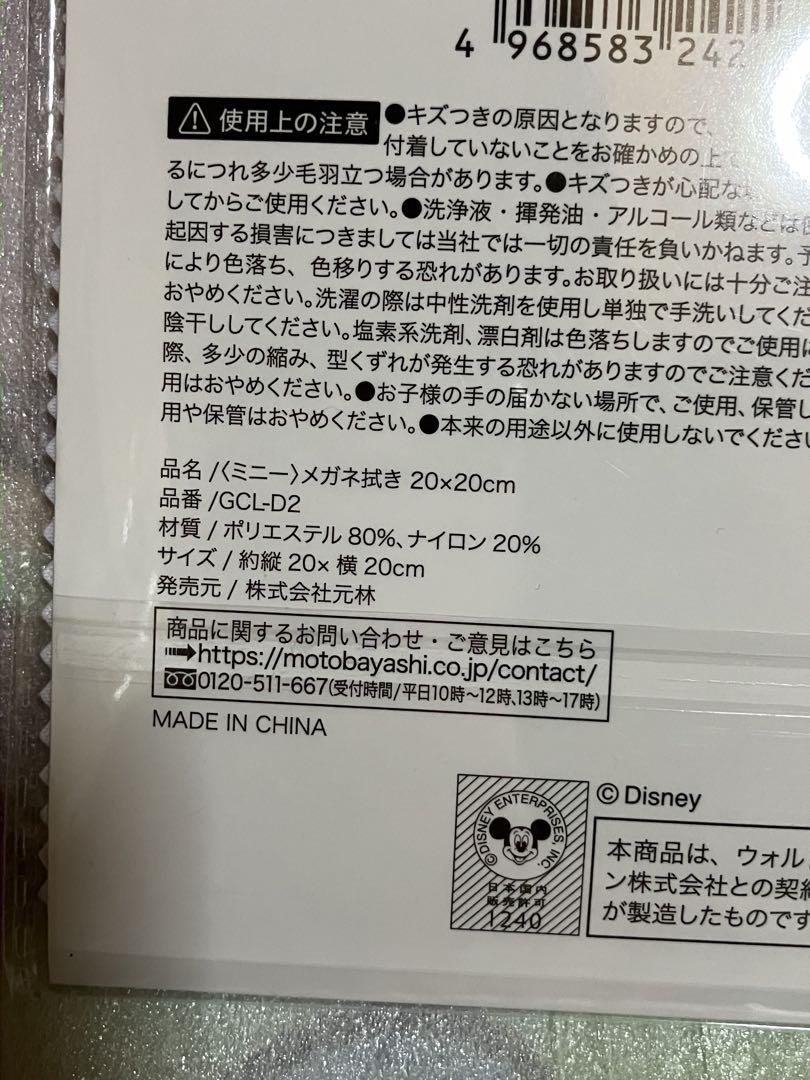 4 968583 242
使用上の注意
●キズつきの原因となりますので、
付着していないことをお確かめの上で
るにつれ多少毛羽立つ場合があります。●キズつきが心配な
してからご使用ください。●洗浄液・揮発油・アルコール類などは使
起因する損害につきましては当社では一切の責任を負いかねます。予
により色落ち、色移りする恐れがあります。お取り扱いには十分ご注
おやめください。洗濯の際は中性洗剤を使用し単独で手洗いしてくだ
陰干ししてください。塩素系洗剤、漂白剤は色落ちしますのでご使用に
際、多少の縮み、型くずれが発生する恐れがありますのでご注意くだ
用はおやめください。●お子様の手の届かない場所で、ご使用、保管し
用や保管はおやめください。●本来の用途以外に使用しないでください
品名 /〈ミニー〉メガネ拭き 20×20cm
品番 /GCL-D2
材質 / ポリエステル 80%、ナイロン 20%
サイズ / 約縦 20× 横 20cm
発売元 / 株式会社元林
商品に関するお問い合わせ・ご意見はこちら
https://motobayashi.co.jp/contact/
0120-511-667(受付時間/平日10時〜12時、13時〜17時)
MADE IN CHINA
©DISNEY ENTERPRISES, INC.
日本国内
販売許可
1240
© Disney
本商品は、ウォル
ン株式会社との契約
が製造したものです